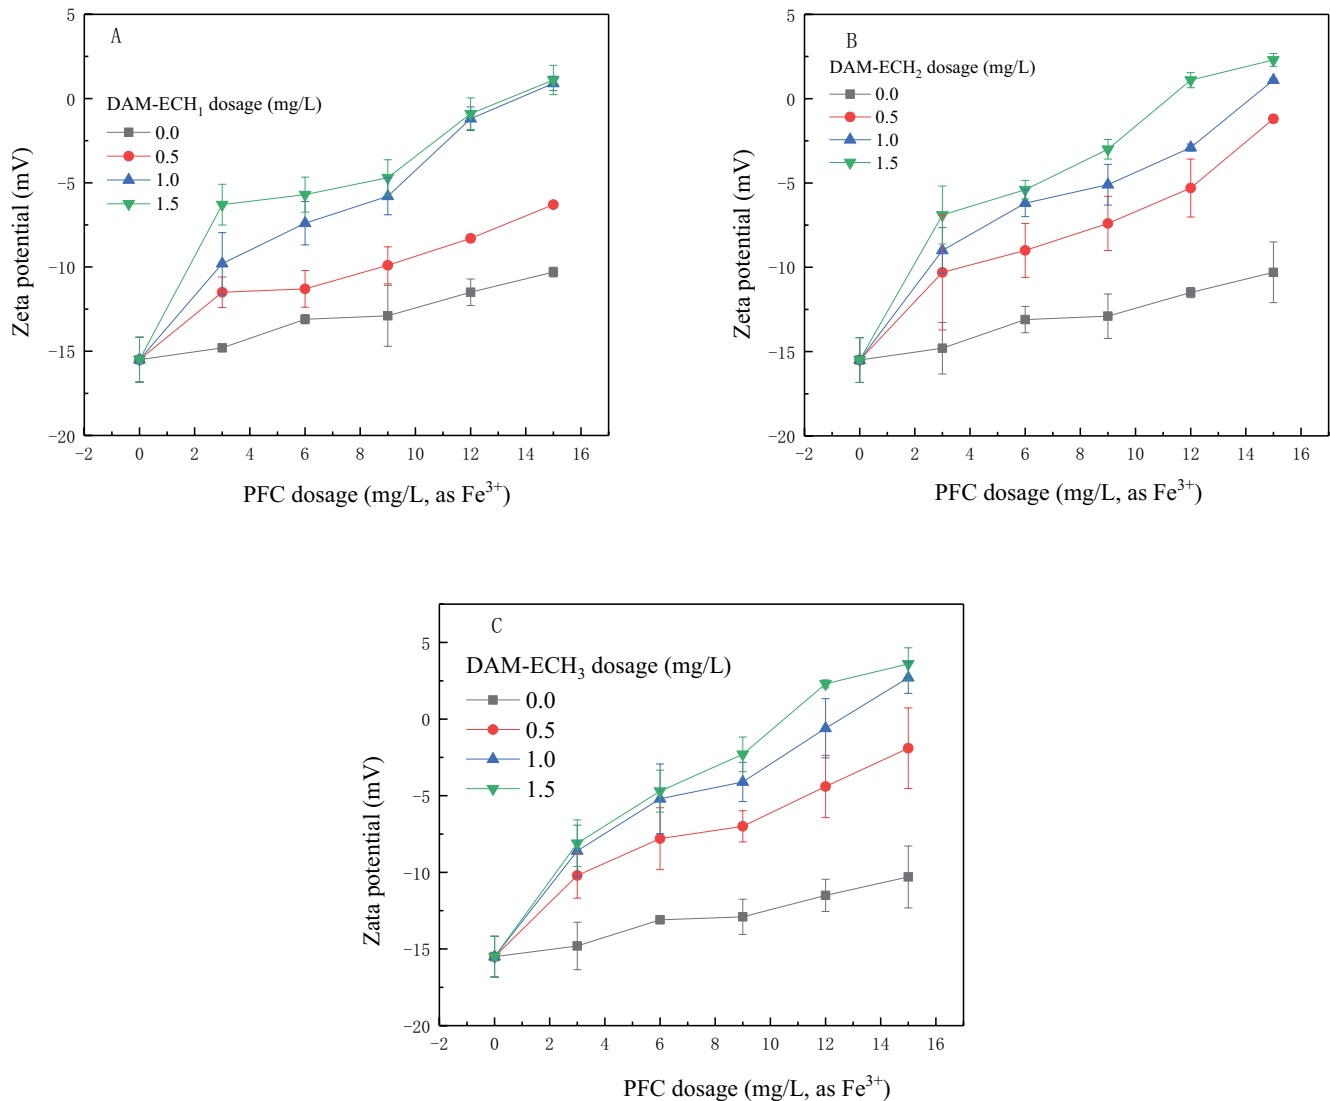 A
DAM-ECH₁ dosage (mg/L)
0.0
0.5
1.0
1.5
5
0
−5
−10
−15
−20
Zeta potential (mV)
−2 0 2 4 6 8 10 12 14 16
PFC dosage (mg/L, as Fe³⁺)
B
DAM-ECH₂ dosage (mg/L)
0.0
0.5
1.0
1.5
5
0
−5
−10
−15
−20
Zeta potential (mV)
−2 0 2 4 6 8 10 12 14 16
PFC dosage (mg/L, as Fe³⁺)
C
DAM-ECH₃ dosage (mg/L)
0.0
0.5
1.0
1.5
5
0
−5
−10
−15
−20
Zata potential (mV)
−2 0 2 4 6 8 10 12 14 16
PFC dosage (mg/L, as Fe³⁺)